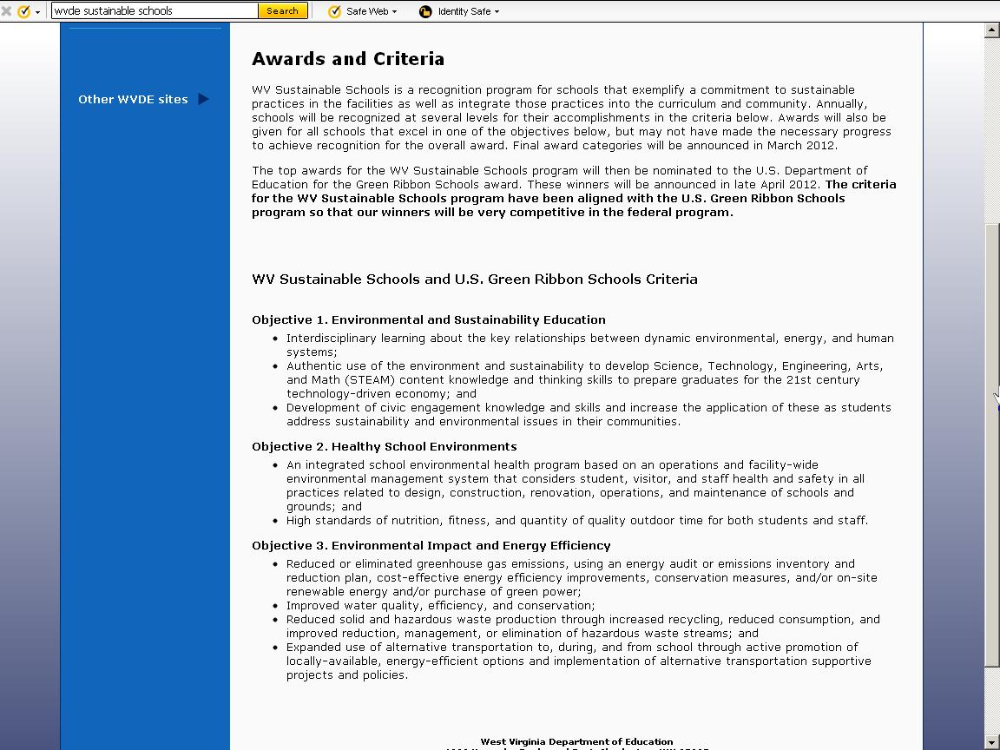 wvde sustainable schools Search Safe Web Identity Safe
Other WVDE sites
Awards and Criteria
WV Sustainable Schools is a recognition program for schools that exemplify a commitment to sustainable
practices in the facilities as well as integrate those practices into the curriculum and community. Annually,
schools will be recognized at several levels for their accomplishments in the criteria below. Awards will also be
given for all schools that excel in one of the objectives below, but may not have made the necessary progress
to achieve recognition for the overall award. Final award categories will be announced in March 2012.
The top awards for the WV Sustainable Schools program will then be nominated to the U.S. Department of
Education for the Green Ribbon Schools award. These winners will be announced in late April 2012. The criteria
for the WV Sustainable Schools program have been aligned with the U.S. Green Ribbon Schools
program so that our winners will be very competitive in the federal program.
WV Sustainable Schools and U.S. Green Ribbon Schools Criteria
Objective 1. Environmental and Sustainability Education
• Interdisciplinary learning about the key relationships between dynamic environmental, energy, and human
systems;
• Authentic use of the environment and sustainability to develop Science, Technology, Engineering, Arts,
and Math (STEAM) content knowledge and thinking skills to prepare graduates for the 21st century
technology-driven economy; and
• Development of civic engagement knowledge and skills and increase the application of these as students
address sustainability and environmental issues in their communities.
Objective 2. Healthy School Environments
• An integrated school environmental health program based on an operations and facility-wide
environmental management system that considers student, visitor, and staff health and safety in all
practices related to design, construction, renovation, operations, and maintenance of schools and
grounds; and
• High standards of nutrition, fitness, and quantity of quality outdoor time for both students and staff.
Objective 3. Environmental Impact and Energy Efficiency
• Reduced or eliminated greenhouse gas emissions, using an energy audit or emissions inventory and
reduction plan, cost-effective energy efficiency improvements, conservation measures, and/or on-site
renewable energy and/or purchase of green power;
• Improved water quality, efficiency, and conservation;
• Reduced solid and hazardous waste production through increased recycling, reduced consumption, and
improved reduction, management, or elimination of hazardous waste streams; and
• Expanded use of alternative transportation to, during, and from school through active promotion of
locally-available, energy-efficient options and implementation of alternative transportation supportive
projects and policies.
West Virginia Department of Education